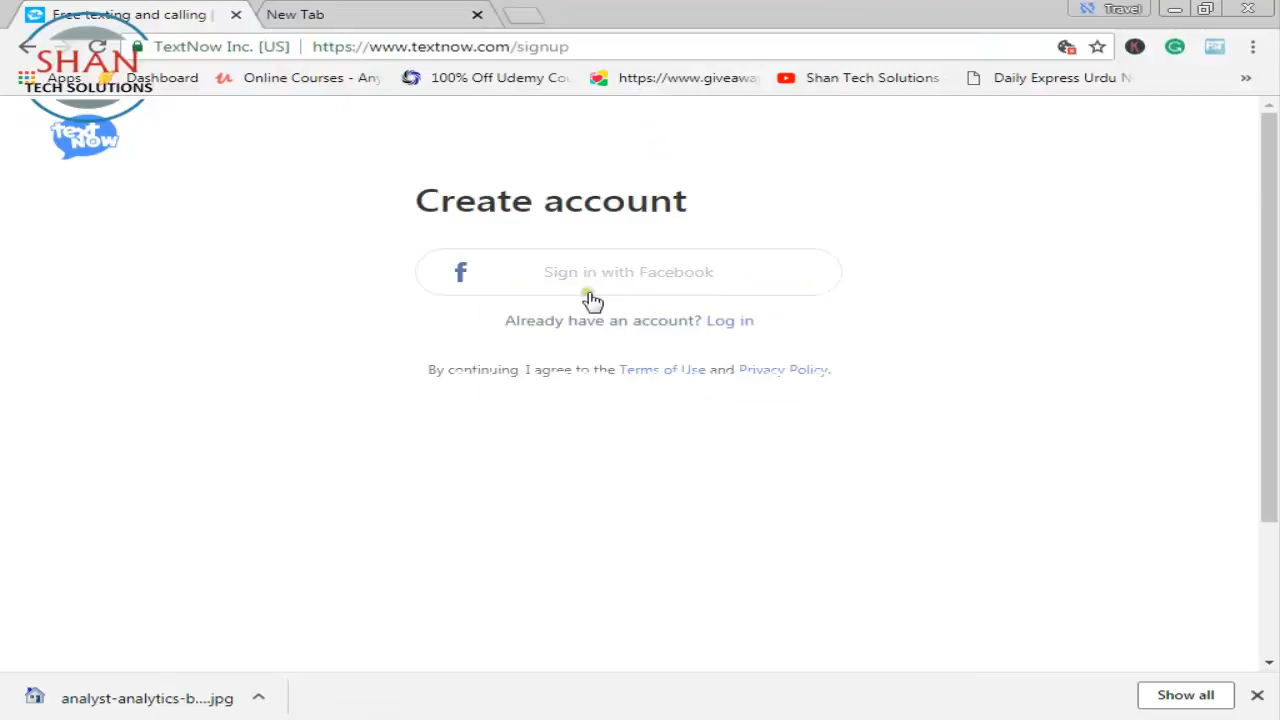 Free texting and calling |
New Tab
Travel
TextNow Inc. [US]
https://www.textnow.com/signup
SHAN
TECH SOLUTIONS
Apps
Dashboard
Online Courses - Any
100% Off Udemy Co
https://www.giveaw
Shan Tech Solutions
Daily Express Urdu N
»
text
NOW
Create account
f
Sign in with Facebook
Already have an account? Log in
By continuing, I agree to the Terms of Use and Privacy Policy.
analyst-analytics-b....jpg
Show all